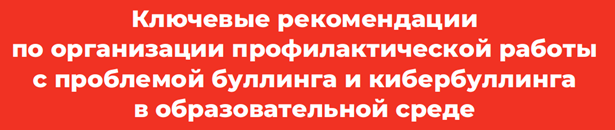 Ключевые рекомендации
по организации профилактической работы
с проблемой буллинга и кибербуллинга
в образовательной среде